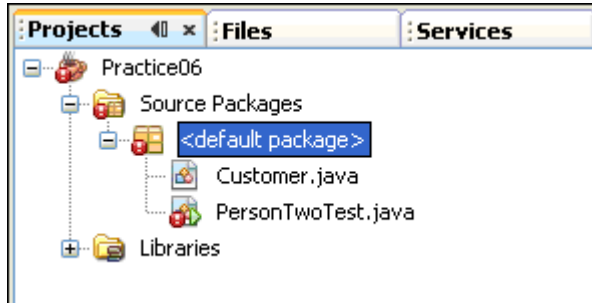 Projects Files Services
Practice06
Source Packages
<default package>
Customer.java
PersonTwoTest.java
Libraries